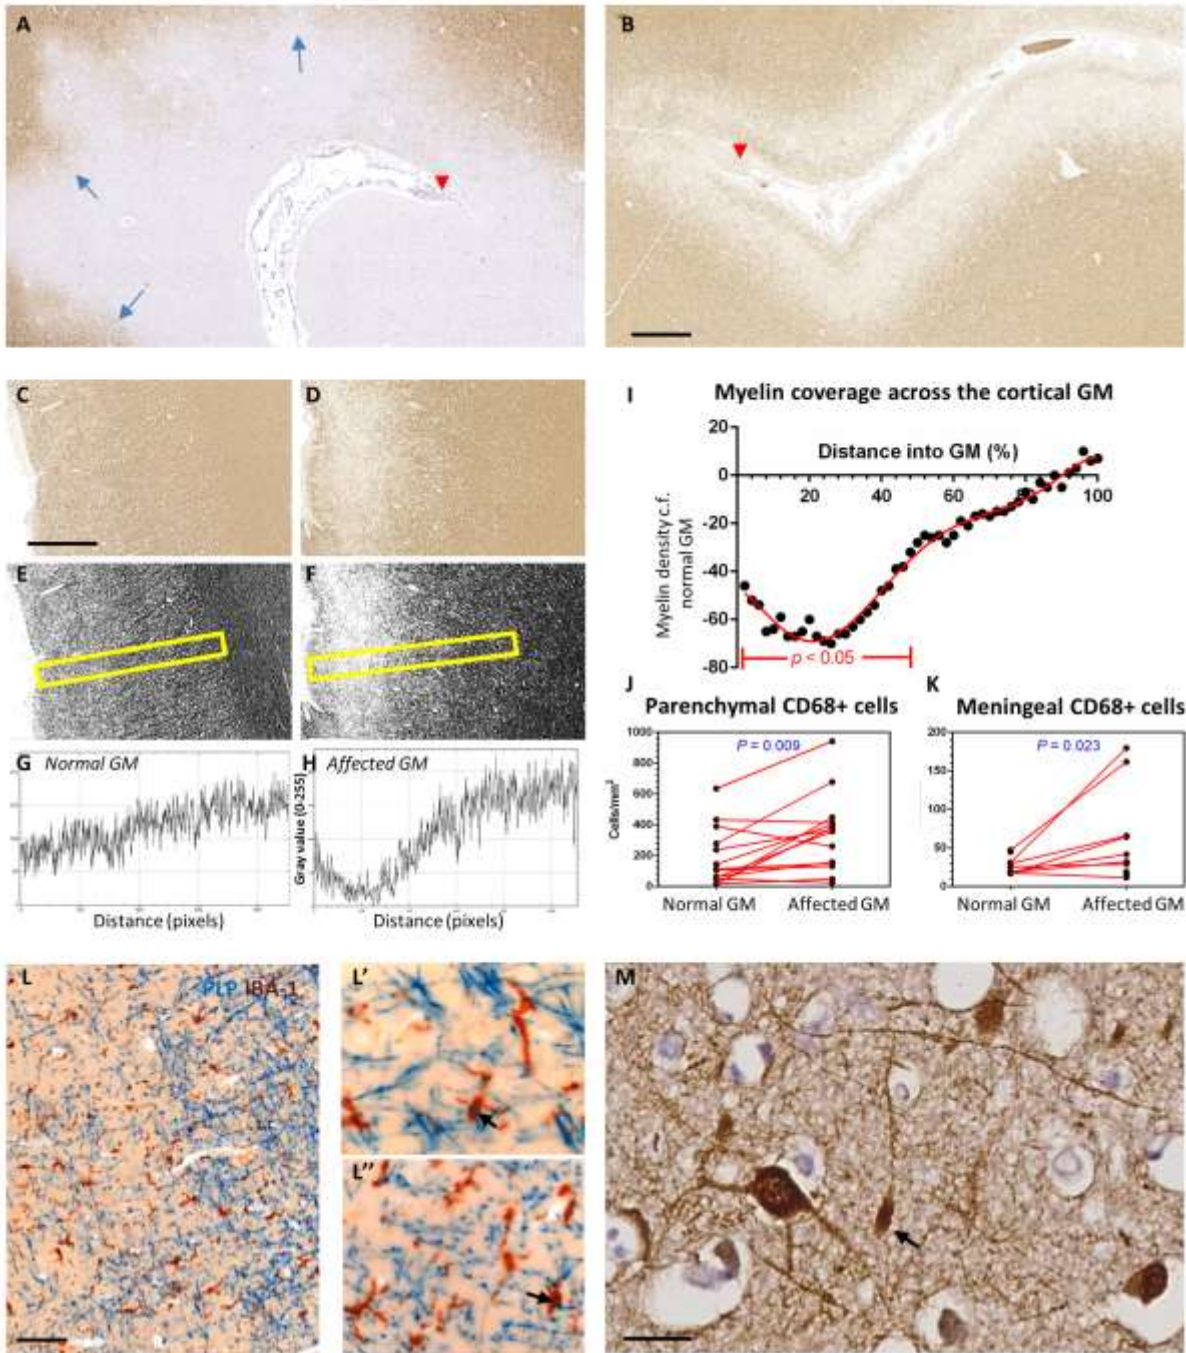 A
B
C
D
I
Myelin coverage across the cortical GM
20
0
-20
-40
-60
-80
Distance into GM (%)
20
40
60
80
100
Myelin density c.f.
normal GM
p < 0.05
E
F
G
Normal GM
Distance (pixels)
H
Affected GM
Gray value (0-255)
Distance (pixels)
J
Parenchymal CD68+ cells
P = 0.009
1000
800
600
400
200
0
Cells/mm²
Normal GM
Affected GM
K
Meningeal CD68+ cells
P = 0.023
200
150
100
50
0
Normal GM
Affected GM
L
PLP IBA-1
L'
L''
M